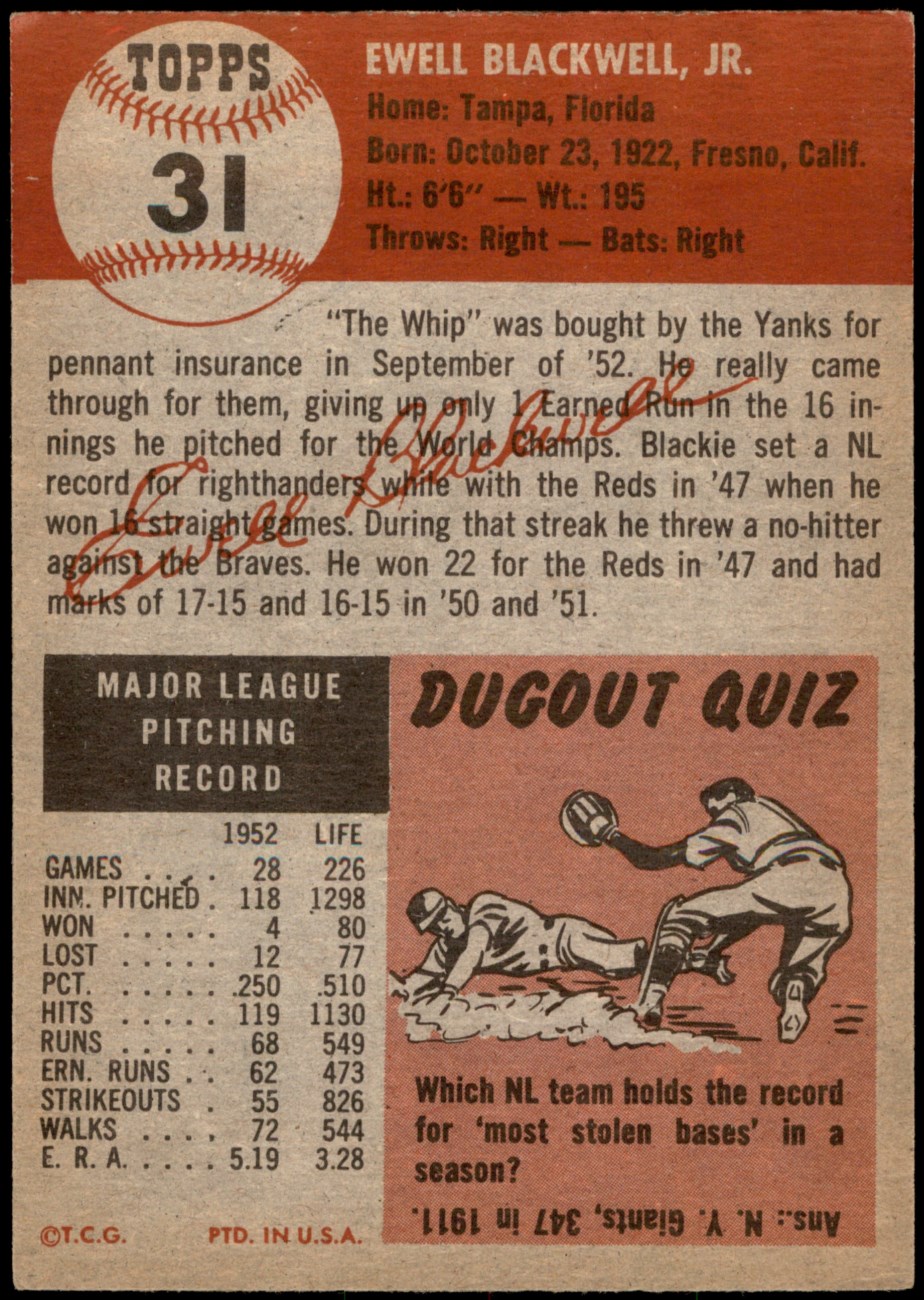 TOPPS
31
EWELL BLACKWELL, JR.
Home: Tampa, Florida
Born: October 23, 1922, Fresno, Calif.
Ht.: 6'6" — Wt.: 195
Throws: Right — Bats: Right
"The Whip" was bought by the Yanks for
pennant insurance in September of '52. He really came
through for them, giving up only 1 Earned Run in the 16 in-
nings he pitched for the World Champs. Blackie set a NL
record for righthanders while with the Reds in '47 when he
won 16 straight games. During that streak he threw a no-hitter
against the Braves. He won 22 for the Reds in '47 and had
marks of 17-15 and 16-15 in '50 and '51.
Ewell Blackwell
MAJOR LEAGUE
PITCHING
RECORD
1952 LIFE
GAMES . . . . 28 226
INN. PITCHED . 118 1298
WON . . . . . 4 80
LOST . . . . . 12 77
PCT. . . . . . .250 .510
HITS . . . . . 119 1130
RUNS . . . . . 68 549
ERN. RUNS . . 62 473
STRIKEOUTS . 55 826
WALKS . . . . 72 544
E. R. A. . . . . 5.19 3.28
©T.C.G. PTD. IN U.S.A.
DUGOUT QUIZ
Which NL team holds the record
for 'most stolen bases' in a
season?
Ans.: N. Y. Giants, 347 in 1911.